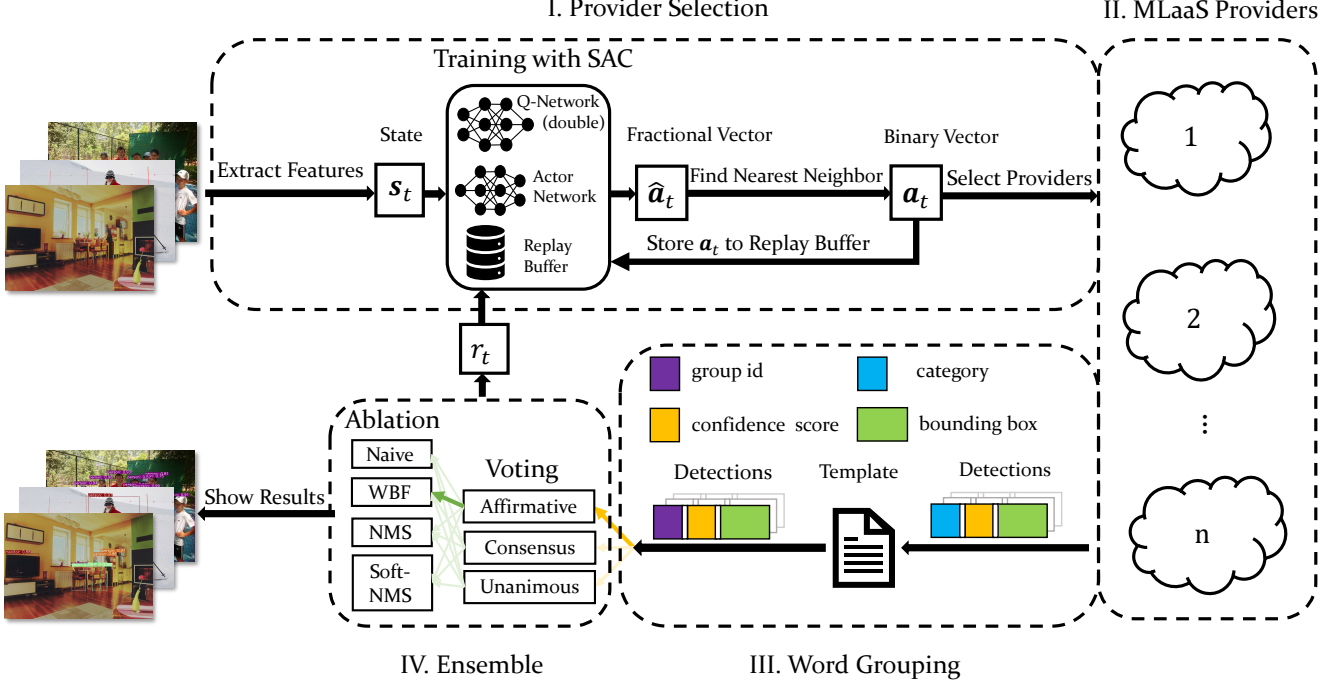 I. Provider Selection
II. MLaaS Providers
Training with SAC
Q-Network
(double)
State
Fractional Vector
Binary Vector
Extract Features
s_t
Actor
Network
â_t
Find Nearest Neighbor
a_t
Select Providers
Replay
Buffer
Store a_t to Replay Buffer
1
2
...
n
r_t
group id
category
confidence score
bounding box
Detections
Template
Detections
Ablation
Naive
WBF
NMS
Soft-
NMS
Voting
Affirmative
Consensus
Unanimous
Show Results
IV. Ensemble
III. Word Grouping